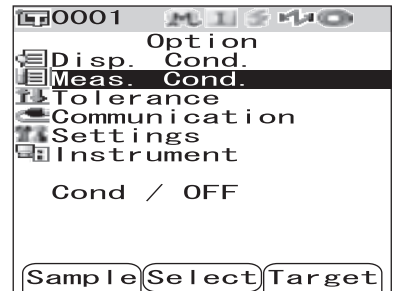 0001 M I S
Option
Disp. Cond.
Meas. Cond.
Tolerance
Communication
Settings
Instrument
Cond / OFF
Sample Select Target